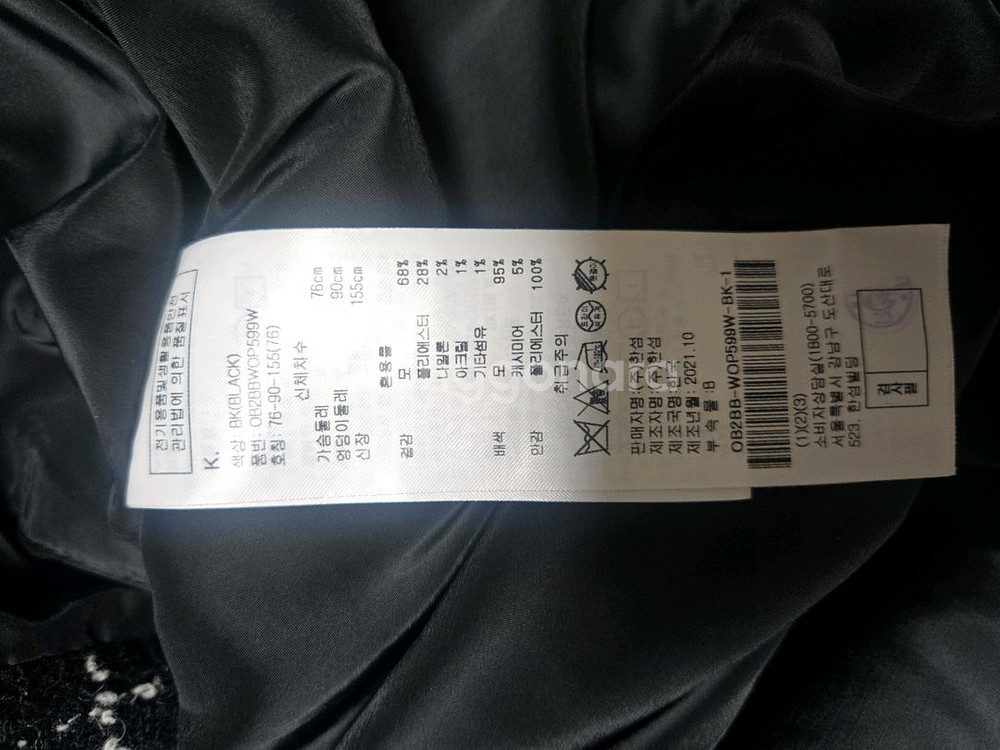 전기용품및생활용품안전
관리법에 의한 품질표시
K.
색상 BK(BLACK)
품번: OB2BBWOP599W
호칭: 76-90-155(76)
신체치수
가슴둘레 76cm
엉덩이둘레 90cm
신장 155cm
혼용률
겉감 모 68%
폴리에스터 28%
나일론 2%
아크릴 1%
기타섬유 1%
배색 모 95%
캐시미어 5%
안감 폴리에스터 100%
취급주의
판매자명:(주)한섬
제조자명:(주)한섬
제조국명:한국
제조년월: 2021.10
부 속 물 :B
OB2BB-WOP599W-BK-1
(1)(2)(3)
소비자상담실(1800-5700)
서울특별시 강남구 도산대로
523, 한섬빌딩
검사
필